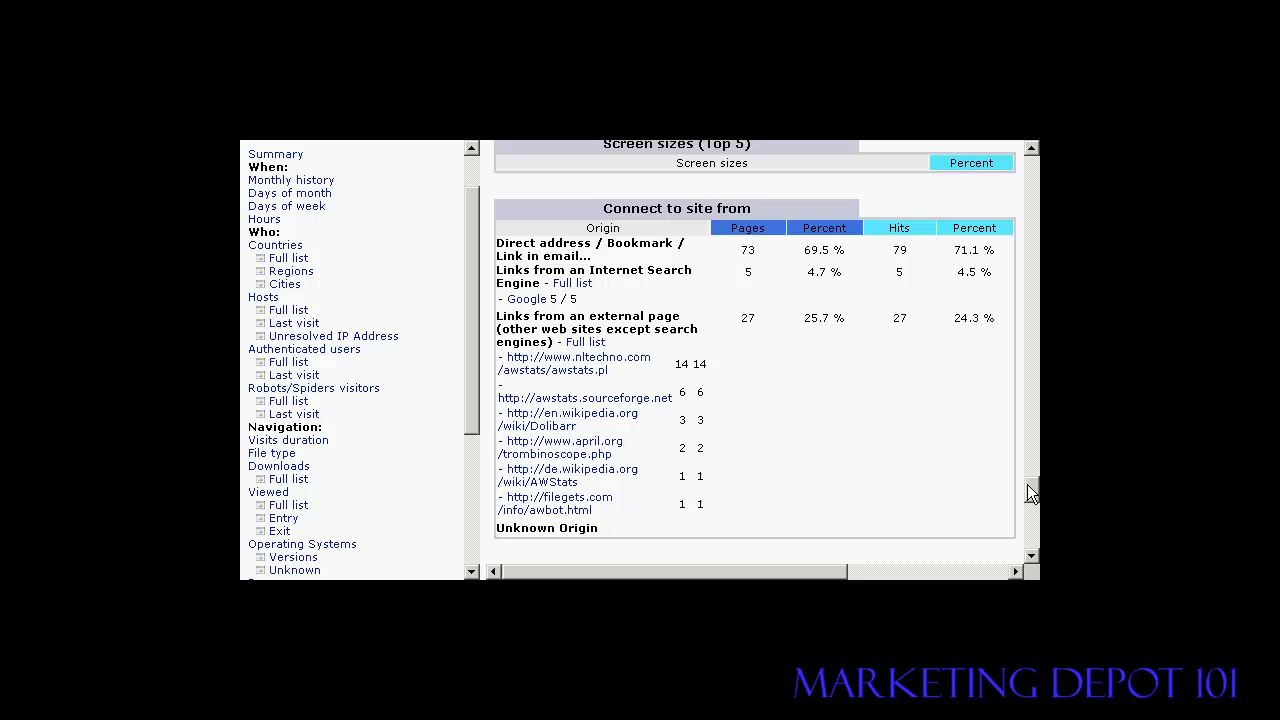 Summary
When:
Monthly history
Days of month
Days of week
Hours
Who:
Countries
Full list
Regions
Cities
Hosts
Full list
Last visit
Unresolved IP Address
Authenticated users
Full list
Last visit
Robots/Spiders visitors
Full list
Last visit
Navigation:
Visits duration
File type
Downloads
Full list
Viewed
Full list
Entry
Exit
Operating Systems
Versions
Unknown
Screen sizes (Top 5)
Screen sizes Percent
Connect to site from
Origin Pages Percent Hits Percent
Direct address / Bookmark /
Link in email... 73 69.5 % 79 71.1 %
Links from an Internet Search
Engine - Full list 5 4.7 % 5 4.5 %
- Google 5 / 5
Links from an external page 27 25.7 % 27 24.3 %
(other web sites except search
engines) - Full list
- http://www.nltechno.com
/awstats/awstats.pl 14 14
-
http://awstats.sourceforge.net 6 6
- http://en.wikipedia.org
/wiki/Dolibarr 3 3
- http://www.april.org
/trombinoscope.php 2 2
- http://de.wikipedia.org
/wiki/AWStats 1 1
- http://filegets.com
/info/awbot.html 1 1
Unknown Origin
MARKETING DEPOT 101